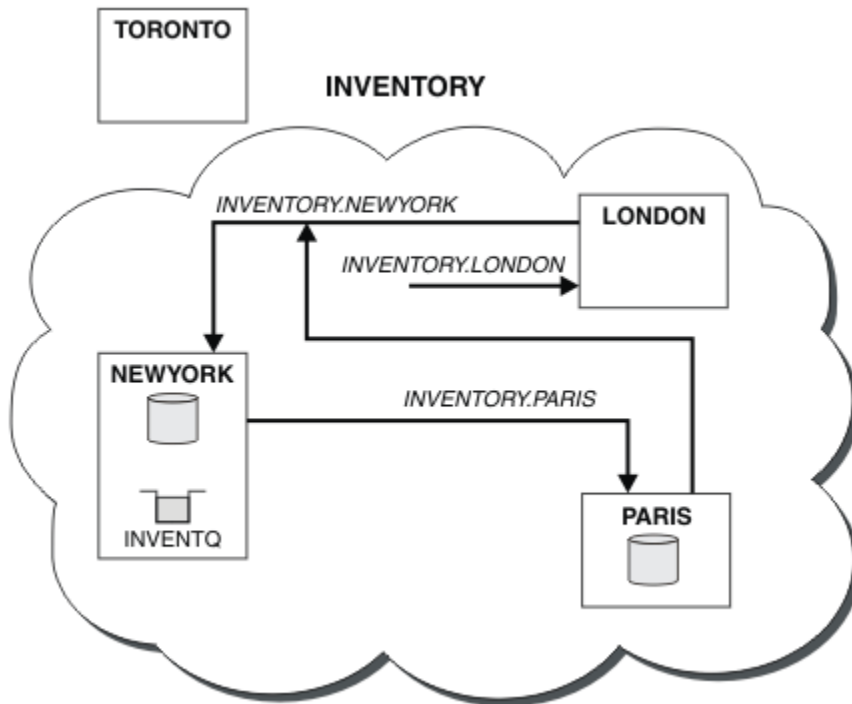 TORONTO
INVENTORY
INVENTORY.NEWYORK
LONDON
INVENTORY.LONDON
NEWYORK
INVENTORY.PARIS
PARIS
INVENTQ